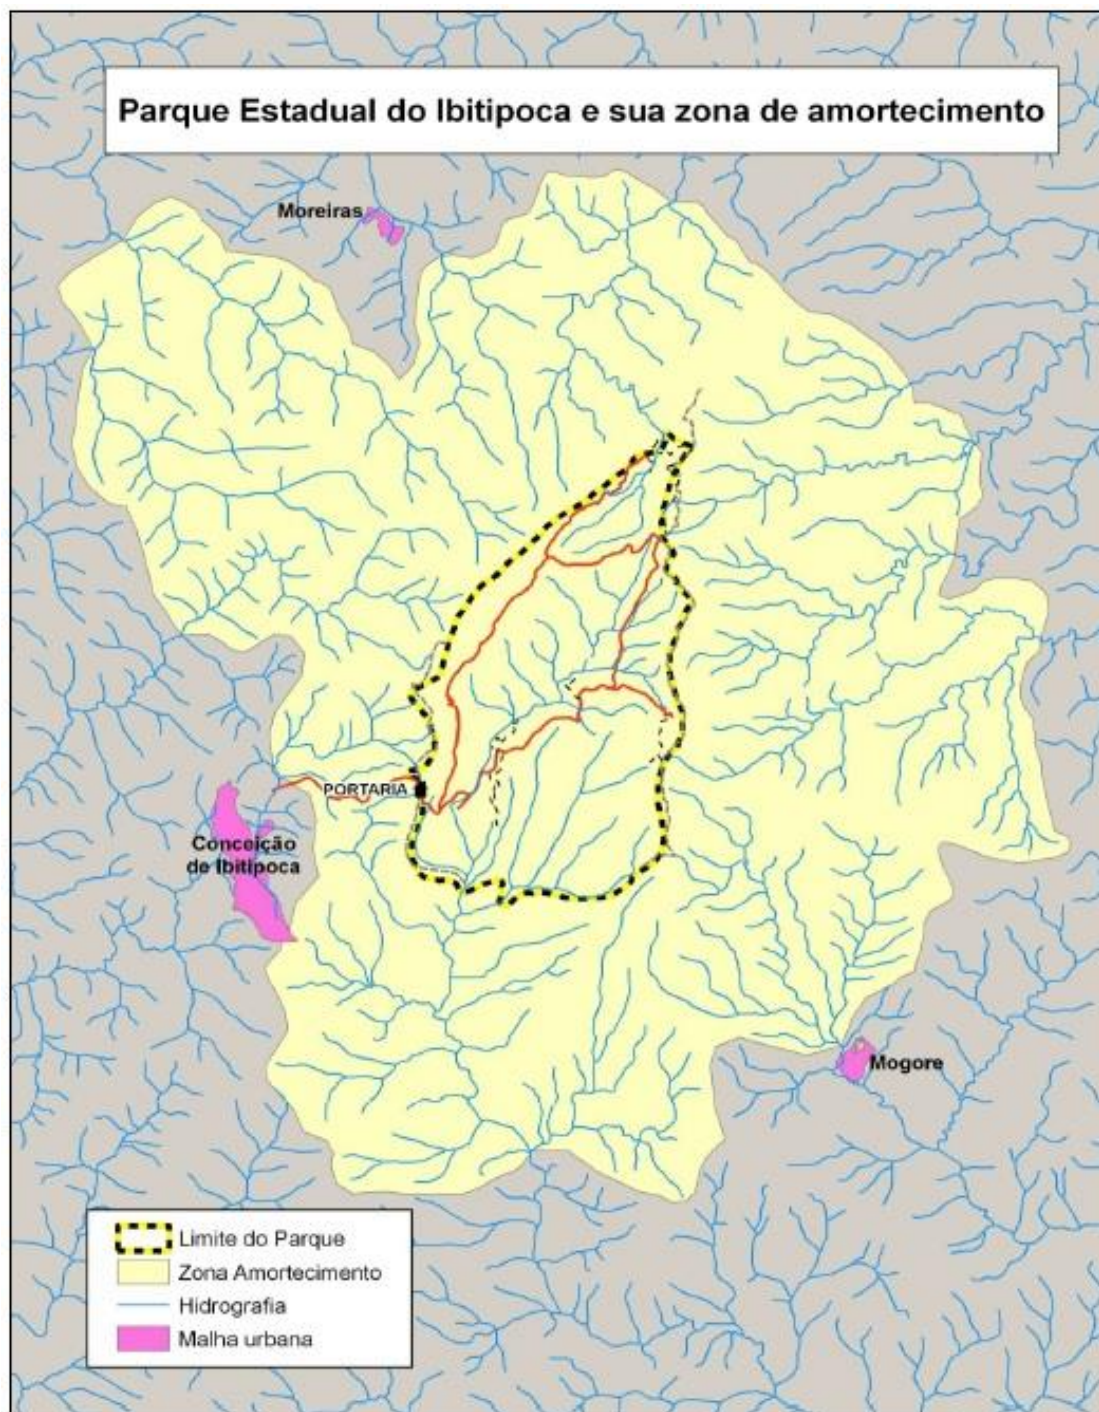 Parque Estadual do Ibitipoca e sua zona de amortecimento
Moreiras
PORTARIA
Conceição
de Ibitipoca
Mogore
Limite do Parque
Zona Amortecimento
Hidrografia
Malha urbana